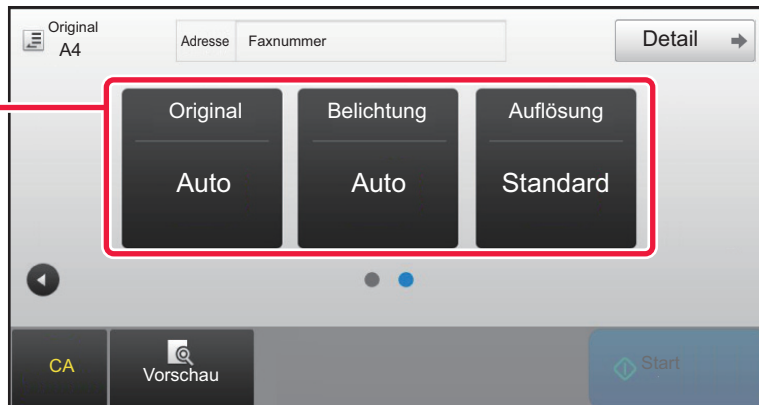 Original
A4
Adresse Faxnummer
Detail
Original Belichtung Auflösung
Auto Auto Standard
CA
Vorschau
Start